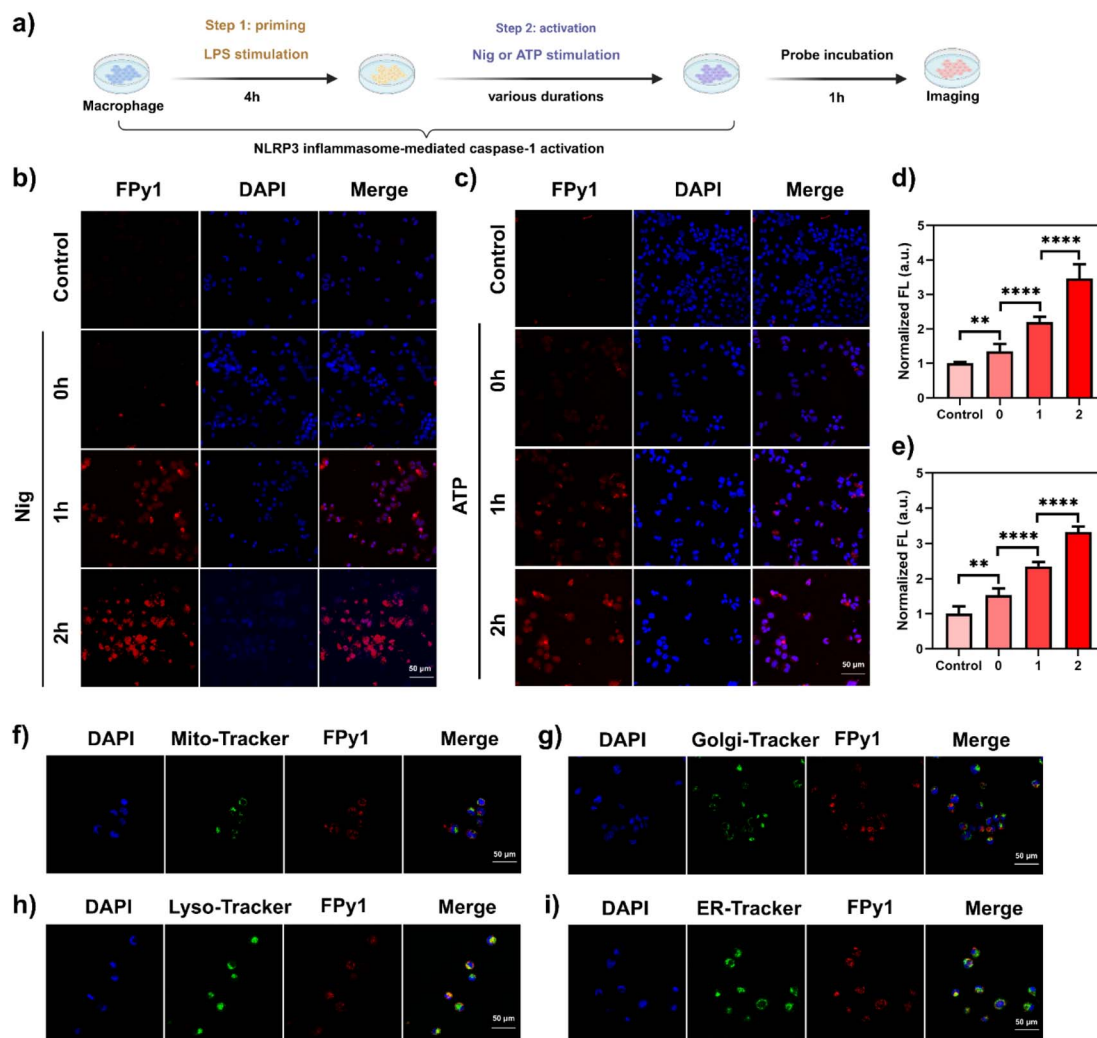 a)
Step 1: priming
LPS stimulation
4h
Step 2: activation
Nig or ATP stimulation
various durations
Probe incubation
1h
Macrophage
Imaging
NLRP3 inflammasome-mediated caspase-1 activation
b)
FPy1 DAPI Merge
Control
Nig
0h
1h
2h
50 µm
c)
FPy1 DAPI Merge
Control
ATP
0h
1h
2h
50 µm
d)
Normalized FL (a.u.)
5
4
3
2
1
0
** **** ****
Control 0 1 2
e)
Normalized FL (a.u.)
5
4
3
2
1
0
** **** ****
Control 0 1 2
f)
DAPI Mito-Tracker FPy1 Merge
50 µm
g)
DAPI Golgi-Tracker FPy1 Merge
50 µm
h)
DAPI Lyso-Tracker FPy1 Merge
50 µm
i)
DAPI ER-Tracker FPy1 Merge
50 µm